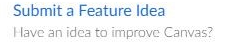 Submit a Feature Idea
Have an idea to improve Canvas?